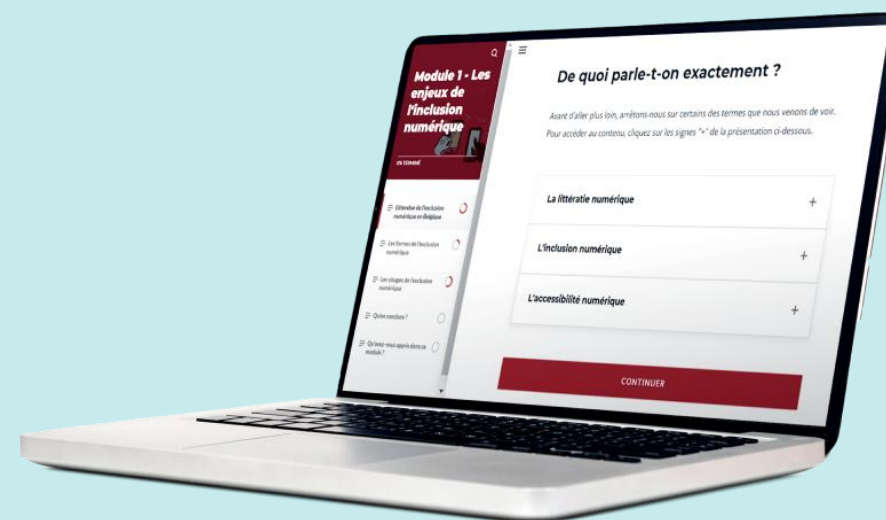 Module 1 - Les
enjeux de
l'inclusion
numérique
L'étendue de l'inclusion
numérique en Belgique
Les formes de l'inclusion
numérique
Les visages de l'inclusion
numérique
Qu'en conclure ?
Qu'avez-vous appris dans ce
module ?
De quoi parle-t-on exactement ?
Avant d'aller plus loin, arrêtons-nous sur certains des termes que nous venons de voir.
Pour accéder au contenu, cliquez sur les signes "+" de la présentation ci-dessous.
La littératie numérique
L'inclusion numérique
L'accessibilité numérique
CONTINUER